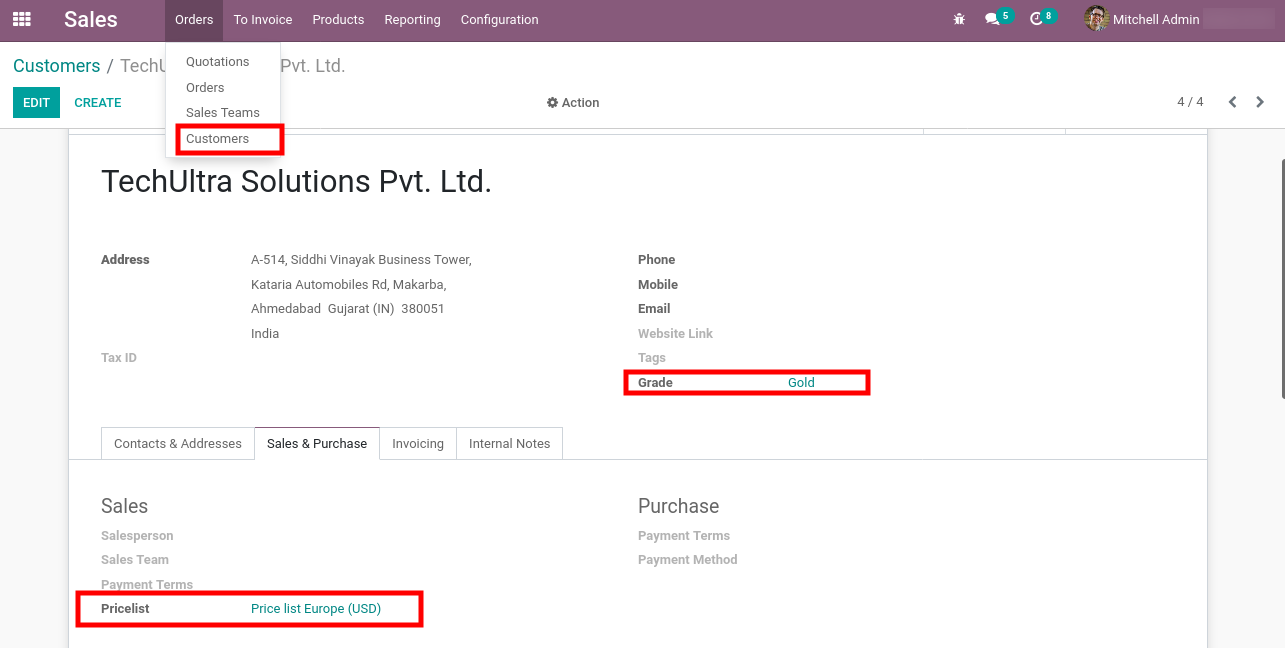 Sales Orders To Invoice Products Reporting Configuration 5 8 Mitchell Admin
Customers / TechU Pvt. Ltd.
Quotations
Orders
Sales Teams
Customers
EDIT CREATE Action 4 / 4
TechUltra Solutions Pvt. Ltd.
Address A-514, Siddhi Vinayak Business Tower,
Kataria Automobiles Rd, Makarba,
Ahmedabad Gujarat (IN) 380051
India
Tax ID
Phone
Mobile
Email
Website Link
Tags
Grade Gold
Contacts & Addresses Sales & Purchase Invoicing Internal Notes
Sales
Salesperson
Sales Team
Payment Terms
Pricelist Price list Europe (USD)
Purchase
Payment Terms
Payment Method